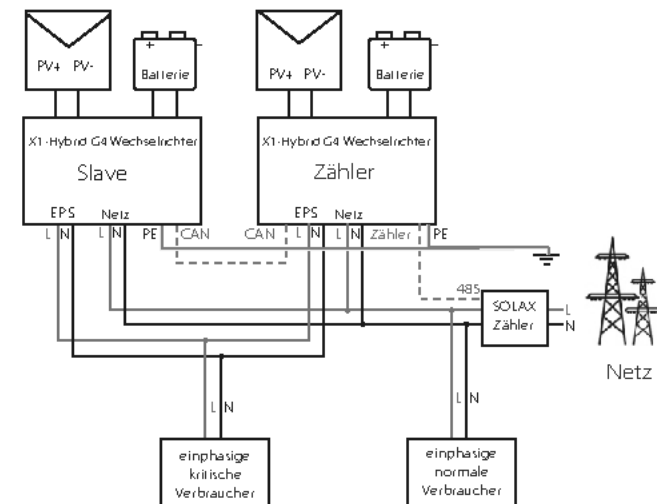 PV+ PV-
+ -
Batterie
PV+ PV-
+ -
Batterie
X1-Hybrid G4 Wechselrichter
Slave
EPS Netz
X1-Hybrid G4 Wechselrichter
Zähler
EPS Netz
L N L N PE CAN
CAN L N L N Zähler PE
485
SOLAX
Zähler
L
N
Netz
L N
L N
einphasige
kritische
Verbraucher
einphasige
normale
Verbraucher